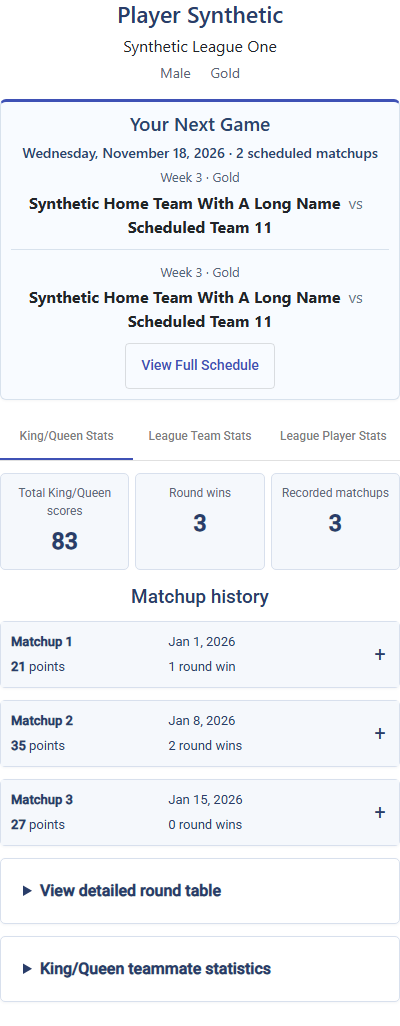 Player Synthetic
Synthetic League One
Male Gold
Your Next Game
Wednesday, November 18, 2026 · 2 scheduled matchups
Week 3 · Gold
Synthetic Home Team With A Long Name vs
Scheduled Team 11
Week 3 · Gold
Synthetic Home Team With A Long Name vs
Scheduled Team 11
View Full Schedule
King/Queen Stats League Team Stats League Player Stats
Total King/Queen
scores
83
Round wins
3
Recorded matchups
3
Matchup history
Matchup 1 Jan 1, 2026
21 points 1 round win
+
Matchup 2 Jan 8, 2026
35 points 2 round wins
+
Matchup 3 Jan 15, 2026
27 points 0 round wins
+
▶ View detailed round table
▶ King/Queen teammate statistics